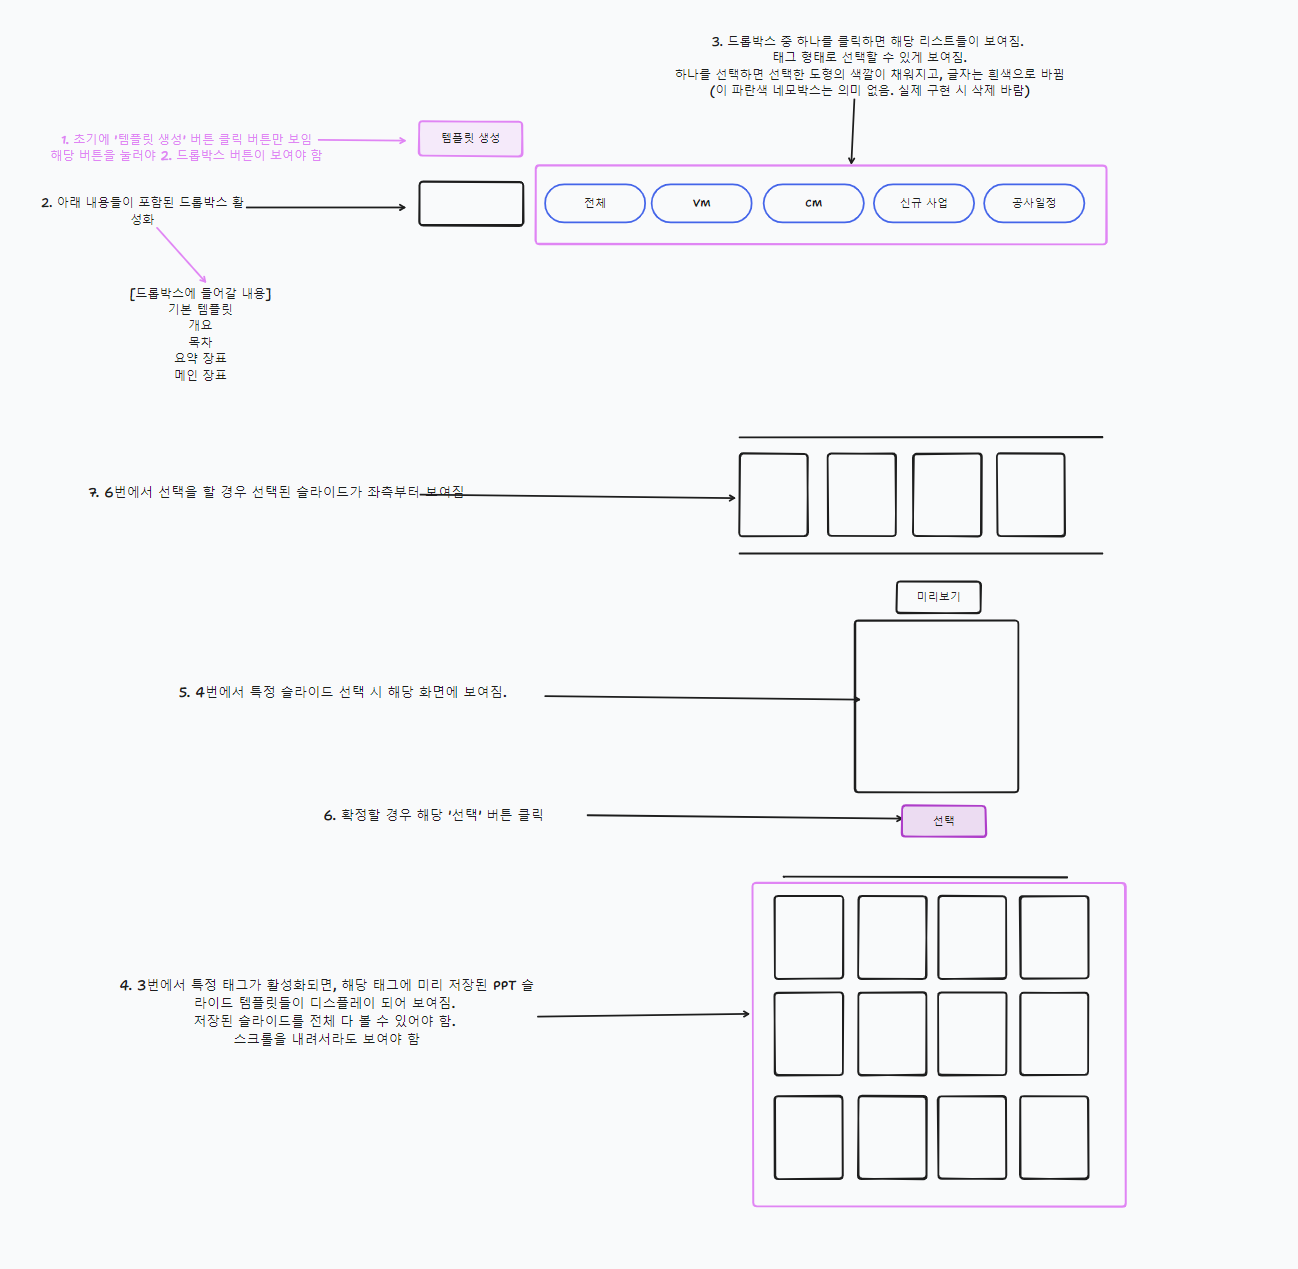 3. 드롭박스 중 하나를 클릭하면 해당 리스트들이 보여짐.
태그 형태로 선택할 수 있게 보여짐.
하나를 선택하면 선택한 도형의 색깔이 채워지고, 글자는 흰색으로 바뀜
(이 파란색 네모박스는 의미 없음. 실제 구현 시 삭제 바람)
1. 초기에 '템플릿 생성' 버튼 클릭 버튼만 보임
해당 버튼을 눌러야 2. 드롭박스 버튼이 보여야 함
템플릿 생성
2. 아래 내용들이 포함된 드롭박스 활
성화
전체
VM
CM
신규 사업
공사일정
[드롭박스에 들어갈 내용]
기본 템플릿
개요
목차
요약 장표
메인 장표
7. 6번에서 선택을 할 경우 선택된 슬라이드가 좌측부터 보여짐
미리보기
5. 4번에서 특정 슬라이드 선택 시 해당 화면에 보여짐.
6. 확정할 경우 해당 '선택' 버튼 클릭
선택
4. 3번에서 특정 태그가 활성화되면, 해당 태그에 미리 저장된 PPT 슬
라이드 템플릿들이 디스플레이 되어 보여짐.
저장된 슬라이드를 전체 다 볼 수 있어야 함.
스크롤을 내려서라도 보여야 함